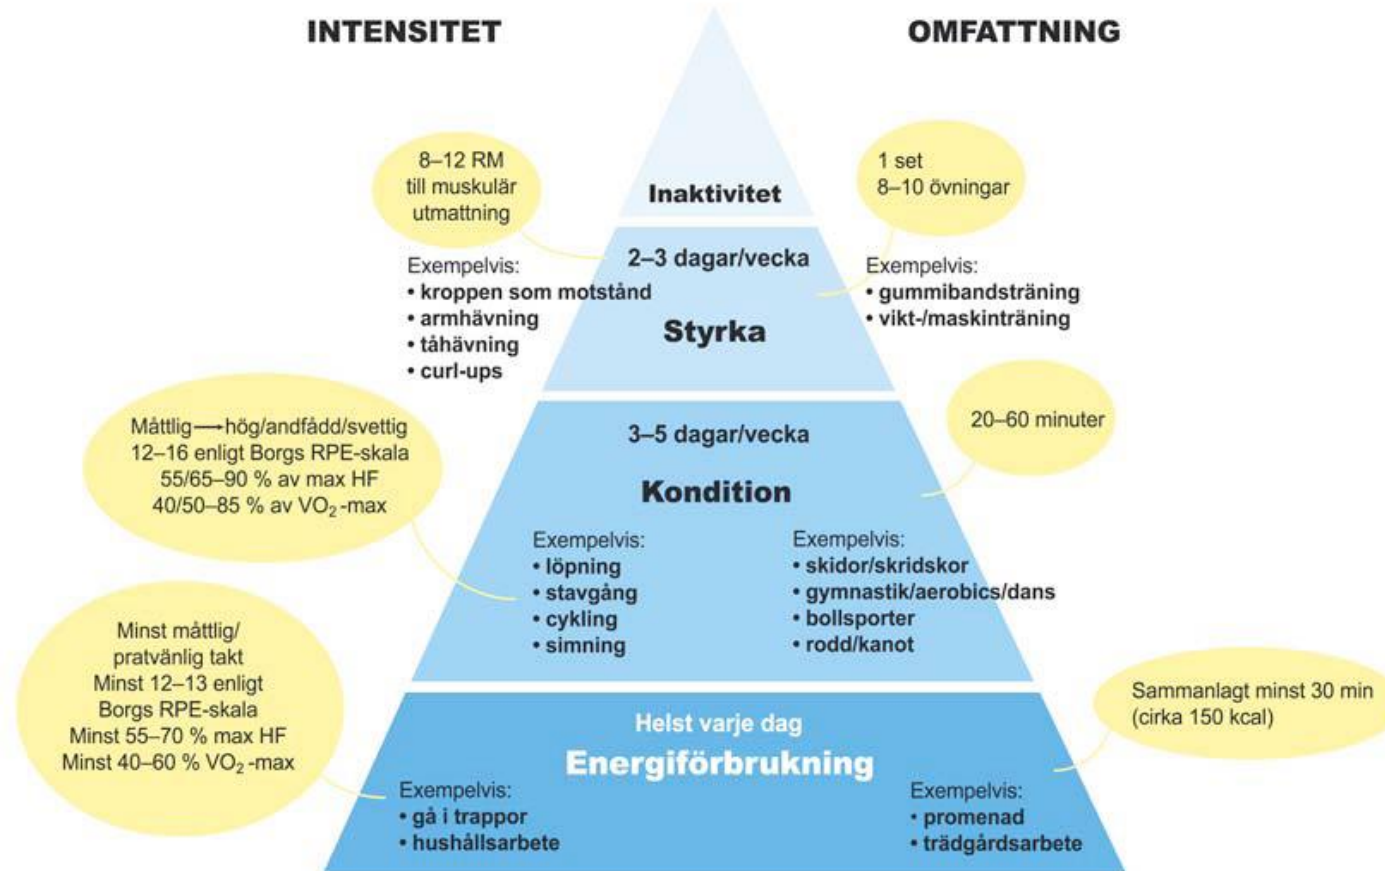 INTENSITET
OMFATTNING
8–12 RM
till muskulär
utmattning
1 set
8–10 övningar
Inaktivitet
2–3 dagar/vecka
Styrka
Exempelvis:
• kroppen som motstånd
• armhävning
• tåhävning
• curl-ups
Exempelvis:
• gummibandsträning
• vikt-/maskinträning
Måttlig→hög/andfådd/svettig
12–16 enligt Borgs RPE-skala
55/65–90 % av max HF
40/50–85 % av VO₂-max
20–60 minuter
3–5 dagar/vecka
Kondition
Exempelvis:
• löpning
• stavgång
• cykling
• simning
Exempelvis:
• skidor/skridskor
• gymnastik/aerobics/dans
• bollsporter
• rodd/kanot
Minst måttlig/
pratvänlig takt
Minst 12–13 enligt
Borgs RPE-skala
Minst 55–70 % max HF
Minst 40–60 % VO₂-max
Sammanlagt minst 30 min
(cirka 150 kcal)
Helst varje dag
Energiförbrukning
Exempelvis:
• gå i trappor
• hushållsarbete
Exempelvis:
• promenad
• trädgårdsarbete